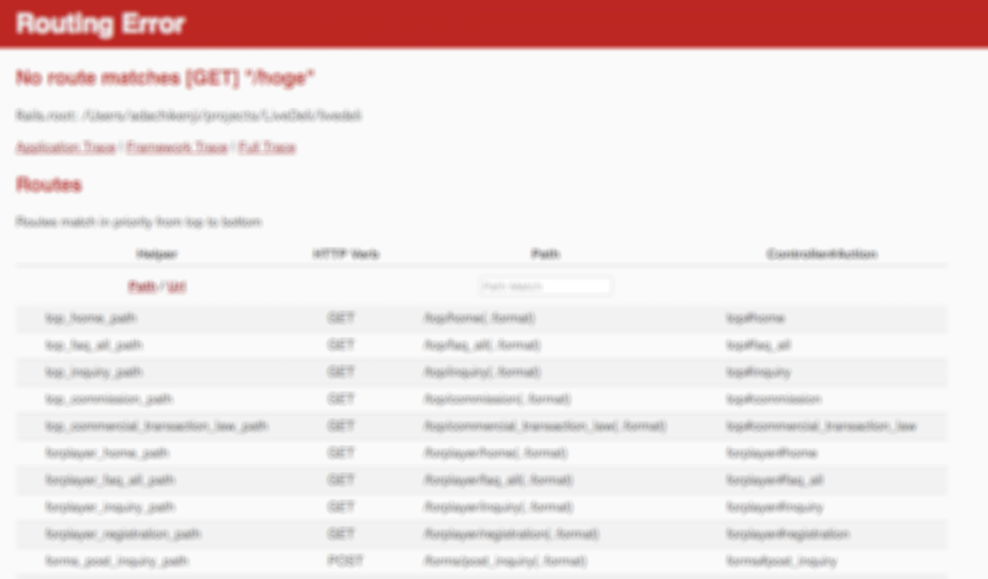 Routing Error
No route matches [GET] "/hoge"
Rails.root: /Users/adachikenji/projects/LiveDeli/livedeli
Application Trace | Framework Trace | Full Trace
Routes
Routes match in priority from top to bottom
Helper HTTP Verb Path Controller#Action
Path / Url Path Match
top_home_path GET /top/home(.:format) top#home
top_faq_all_path GET /top/faq_all(.:format) top#faq_all
top_inquiry_path GET /top/inquiry(.:format) top#inquiry
top_commission_path GET /top/commission(.:format) top#commission
top_commercial_transaction_law_path GET /top/commercial_transaction_law(.:format) top#commercial_transaction_law
forplayer_home_path GET /forplayer/home(.:format) forplayer#home
forplayer_faq_all_path GET /forplayer/faq_all(.:format) forplayer#faq_all
forplayer_inquiry_path GET /forplayer/inquiry(.:format) forplayer#inquiry
forplayer_registration_path GET /forplayer/registration(.:format) forplayer#registration
forms_post_inquiry_path POST /forms/post_inquiry(.:format) forms#post_inquiry